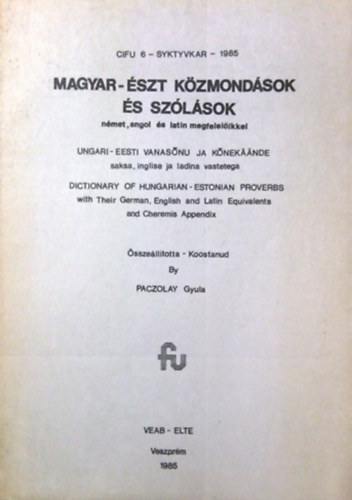 CIFU 6 - SYKTYVKAR - 1985
MAGYAR-ÉSZT KÖZMONDÁSOK
ÉS SZÓLÁSOK
német, angol és latin megfelelőikkel
UNGARI-EESTI VANASÕNU JA KÕNEKÄÄNDE
saksa, inglise ja ladina vastetega
DICTIONARY OF HUNGARIAN-ESTONIAN PROVERBS
with Their German, English and Latin Equivalents
and Cheremis Appendix
Összeállította - Koostanud
By
PACZOLAY Gyula
fu
VEAB - ELTE
Veszprém
1985